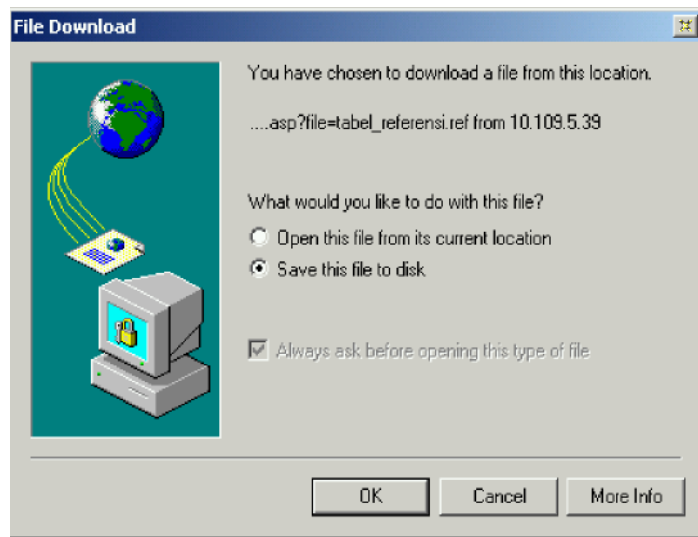 File Download
You have chosen to download a file from this location.
....asp?file=tabel_referensi.ref from 10.109.5.39
What would you like to do with this file?
Open this file from its current location
Save this file to disk
Always ask before opening this type of file
OK
Cancel
More Info